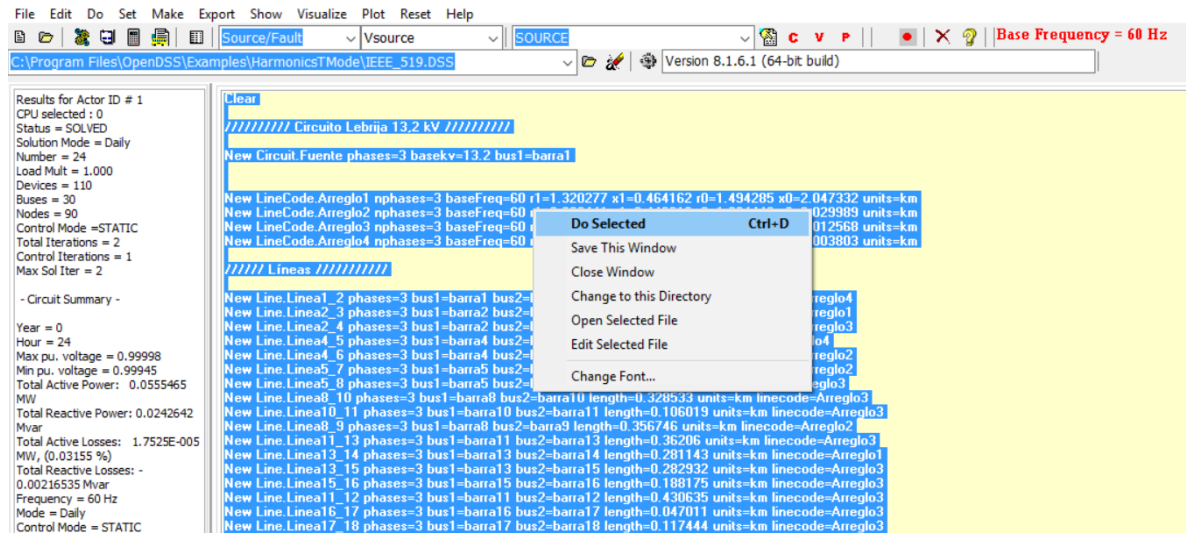 File Edit Do Set Make Export Show Visualize Plot Reset Help
Source/Fault Vsource SOURCE C V P Base Frequency = 60 Hz
C:\Program Files\OpenDSS\Examples\HarmonicsTMode\IEEE_519.DSS Version 8.1.6.1 (64-bit build)
Results for Actor ID # 1
CPU selected : 0
Status = SOLVED
Solution Mode = Daily
Number = 24
Load Mult = 1.000
Devices = 110
Buses = 30
Nodes = 90
Control Mode =STATIC
Total Iterations = 2
Control Iterations = 1
Max Sol Iter = 2
- Circuit Summary -
Year = 0
Hour = 24
Max pu. voltage = 0.99998
Min pu. voltage = 0.99945
Total Active Power: 0.0555465
MW
Total Reactive Power: 0.0242642
Mvar
Total Active Losses: 1.7525E-005
MW, (0.03155 %)
Total Reactive Losses: -
0.00216535 Mvar
Frequency = 60 Hz
Mode = Daily
Control Mode = STATIC
Clear
////////// Circuito Lebrija 13,2 kV //////////
New Circuit.Fuente phases=3 basekv=13.2 bus1=barra1
New LineCode.Arreglo1 nphases=3 baseFreq=60 r1=1.320277 x1=0.464162 r0=1.494285 x0=2.047332 units=km
New LineCode.Arreglo2 nphases=3 baseFreq=60 029989 units=km
New LineCode.Arreglo3 nphases=3 baseFreq=60 012568 units=km
New LineCode.Arreglo4 nphases=3 baseFreq=60 003803 units=km
////// Líneas ///////////
New Line.Linea1_2 phases=3 bus1=barra1 bus2= rreglo4
New Line.Linea2_3 phases=3 bus1=barra2 bus2= rreglo1
New Line.Linea2_4 phases=3 bus1=barra2 bus2= rreglo3
New Line.Linea4_5 phases=3 bus1=barra4 bus2= lo4
New Line.Linea4_6 phases=3 bus1=barra4 bus2= rreglo2
New Line.Linea5_7 phases=3 bus1=barra5 bus2= rreglo2
New Line.Linea5_8 phases=3 bus1=barra5 bus2= eglo3
New Line.Linea8_10 phases=3 bus1=barra8 bus2=barra10 length=0.328533 units=km linecode=Arreglo3
New Line.Linea10_11 phases=3 bus1=barra10 bus2=barra11 length=0.106019 units=km linecode=Arreglo3
New Line.Linea8_9 phases=3 bus1=barra8 bus2=barra9 length=0.356746 units=km linecode=Arreglo2
New Line.Linea11_13 phases=3 bus1=barra11 bus2=barra13 length=0.36206 units=km linecode=Arreglo3
New Line.Linea13_14 phases=3 bus1=barra13 bus2=barra14 length=0.281143 units=km linecode=Arreglo1
New Line.Linea13_15 phases=3 bus1=barra13 bus2=barra15 length=0.282932 units=km linecode=Arreglo3
New Line.Linea15_16 phases=3 bus1=barra15 bus2=barra16 length=0.188175 units=km linecode=Arreglo3
New Line.Linea11_12 phases=3 bus1=barra11 bus2=barra12 length=0.430635 units=km linecode=Arreglo3
New Line.Linea16_17 phases=3 bus1=barra16 bus2=barra17 length=0.047011 units=km linecode=Arreglo3
New Line.Linea17_18 phases=3 bus1=barra17 bus2=barra18 length=0.117444 units=km linecode=Arreglo3
Do Selected Ctrl+D
Save This Window
Close Window
Change to this Directory
Open Selected File
Edit Selected File
Change Font...